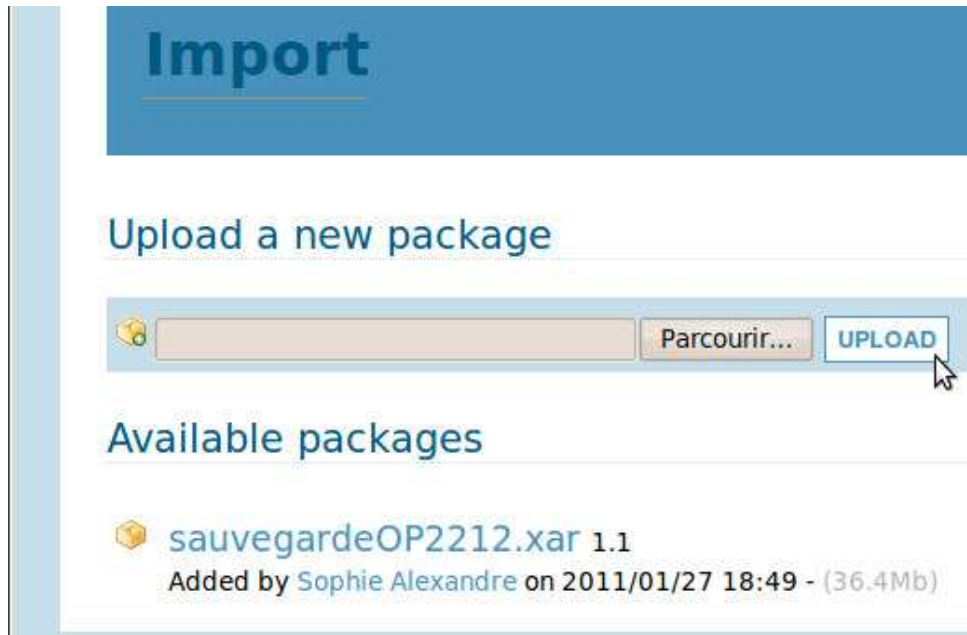 Import
Upload a new package
Parcourir... UPLOAD
Available packages
sauvegardeOP2212.xar 1.1
Added by Sophie Alexandre on 2011/01/27 18:49 - (36.4Mb)